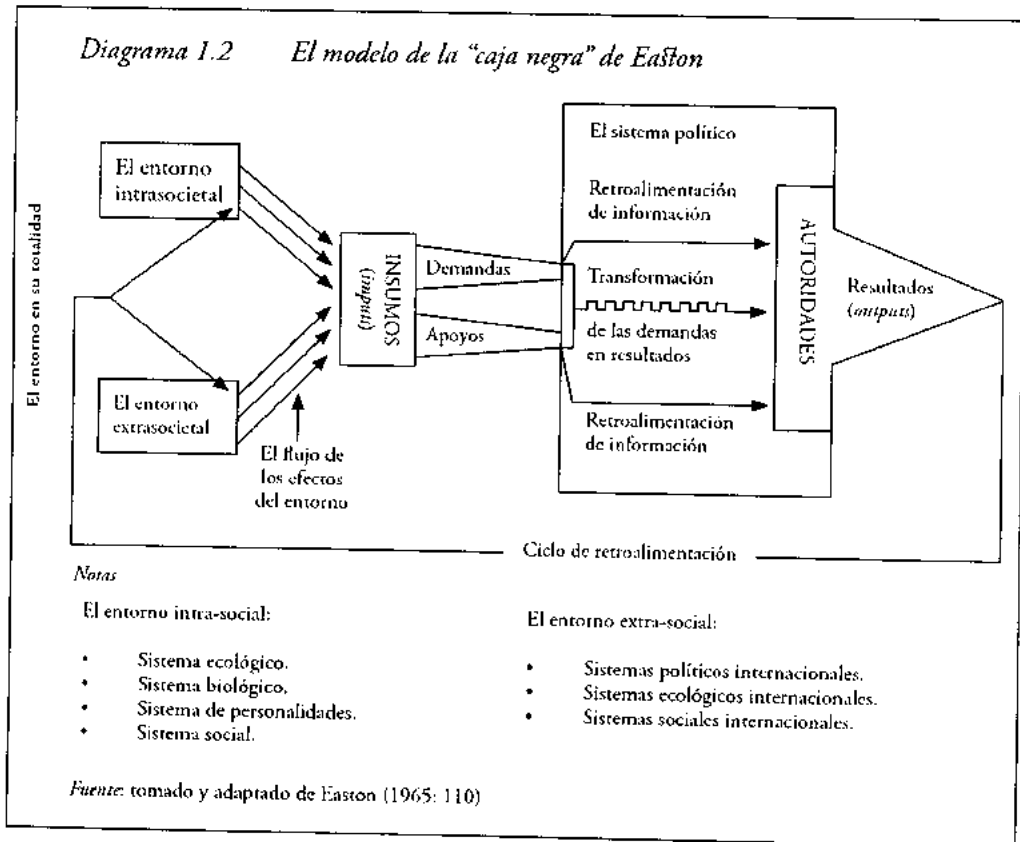 Diagrama 1.2 El modelo de la "caja negra" de Easton
El entorno en su totalidad
El entorno
intrasocietal
El entorno
extrasocietal
El flujo de
los efectos
del entorno
INSUMOS
(inputs)
Demandas
Apoyos
El sistema político
Retroalimentación
de información
Transformación
de las demandas
en resultados
Retroalimentación
de información
AUTORIDADES
Resultados
(outputs)
Ciclo de retroalimentación
Notas
El entorno intra-social:
• Sistema ecológico.
• Sistema biológico.
• Sistema de personalidades.
• Sistema social.
El entorno extra-social:
• Sistemas políticos internacionales.
• Sistemas ecológicos internacionales.
• Sistemas sociales internacionales.
Fuente: tomado y adaptado de Easton (1965: 110)